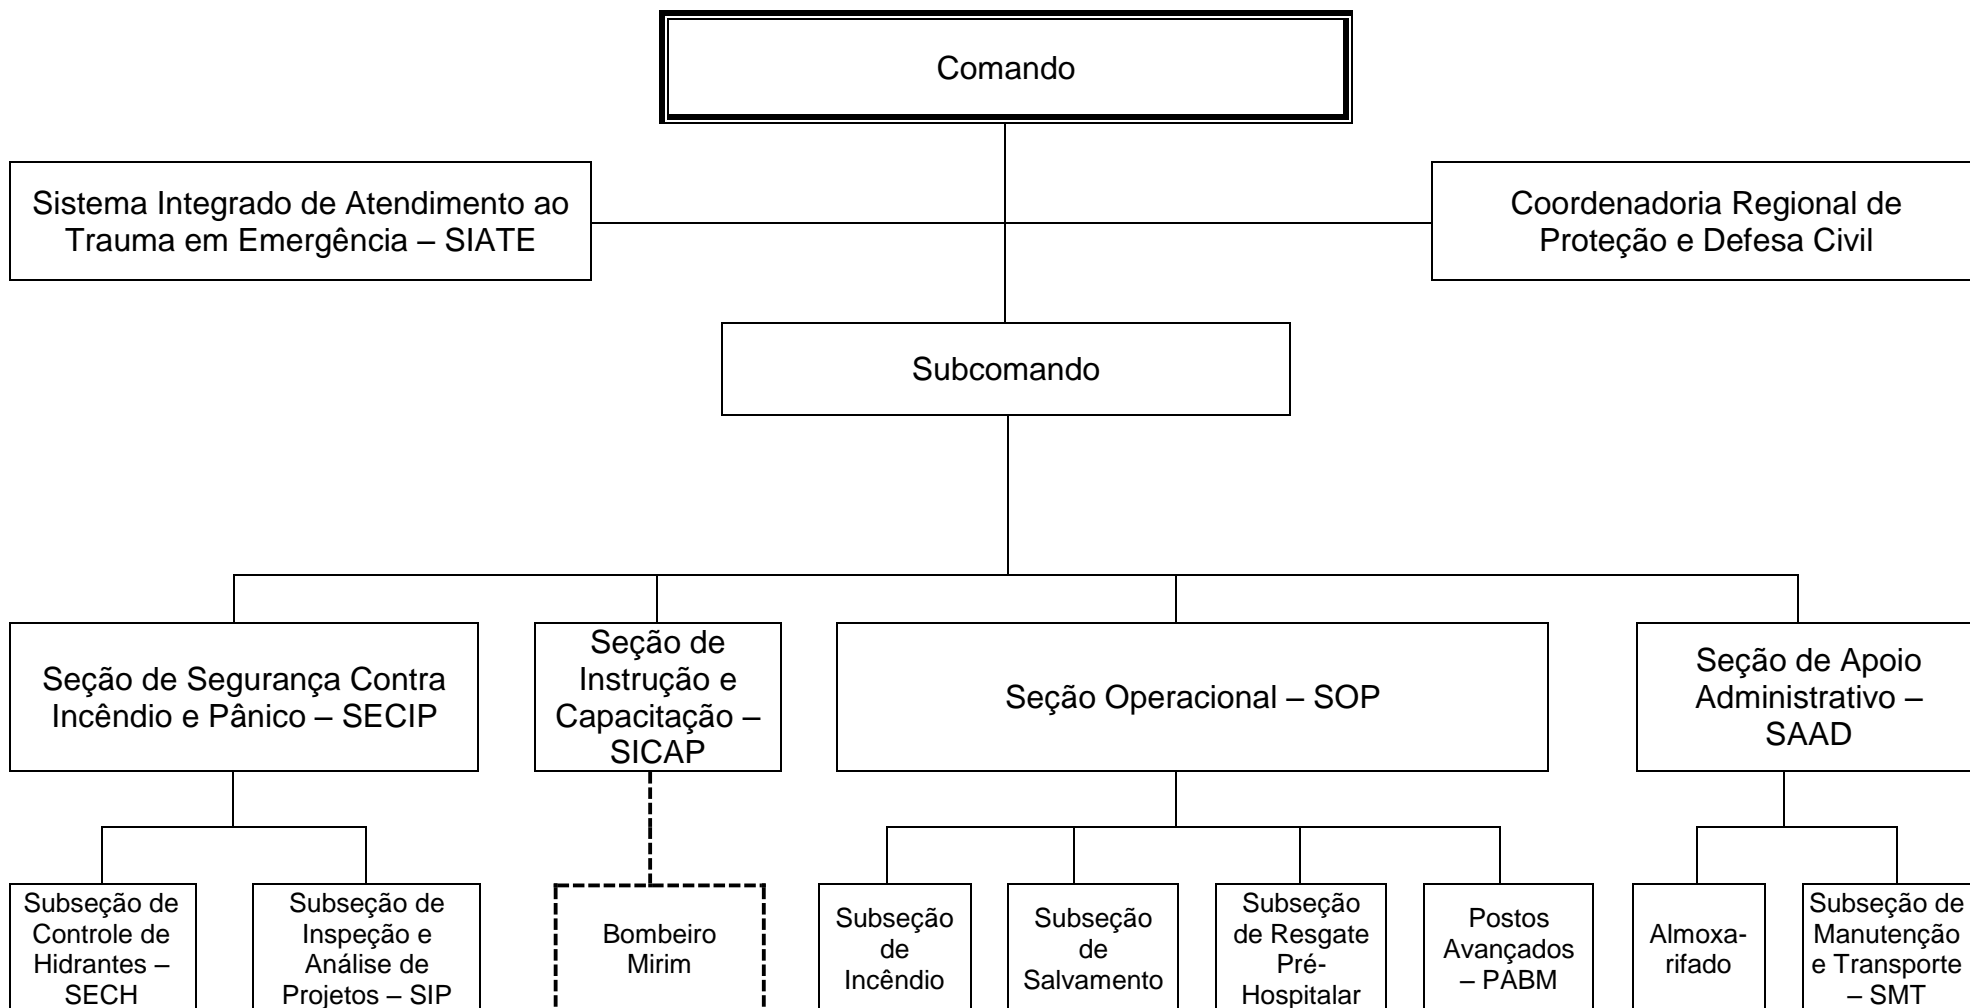 Comando
Sistema Integrado de Atendimento ao
Trauma em Emergência – SIATE
Coordenadoria Regional de
Proteção e Defesa Civil
Subcomando
Seção de Segurança Contra
Incêndio e Pânico – SECIP
Seção de
Instrução e
Capacitação –
SICAP
Seção Operacional – SOP
Seção de Apoio
Administrativo –
SAAD
Subseção de
Controle de
Hidrantes –
SECH
Subseção de
Inspeção e
Análise de
Projetos – SIP
Bombeiro
Mirim
Subseção
de
Incêndio
Subseção
de
Salvamento
Subseção
de Resgate
Pré-
Hospitalar
Postos
Avançados
– PABM
Almoxa-
rifado
Subseção de
Manutenção
e Transporte
– SMT